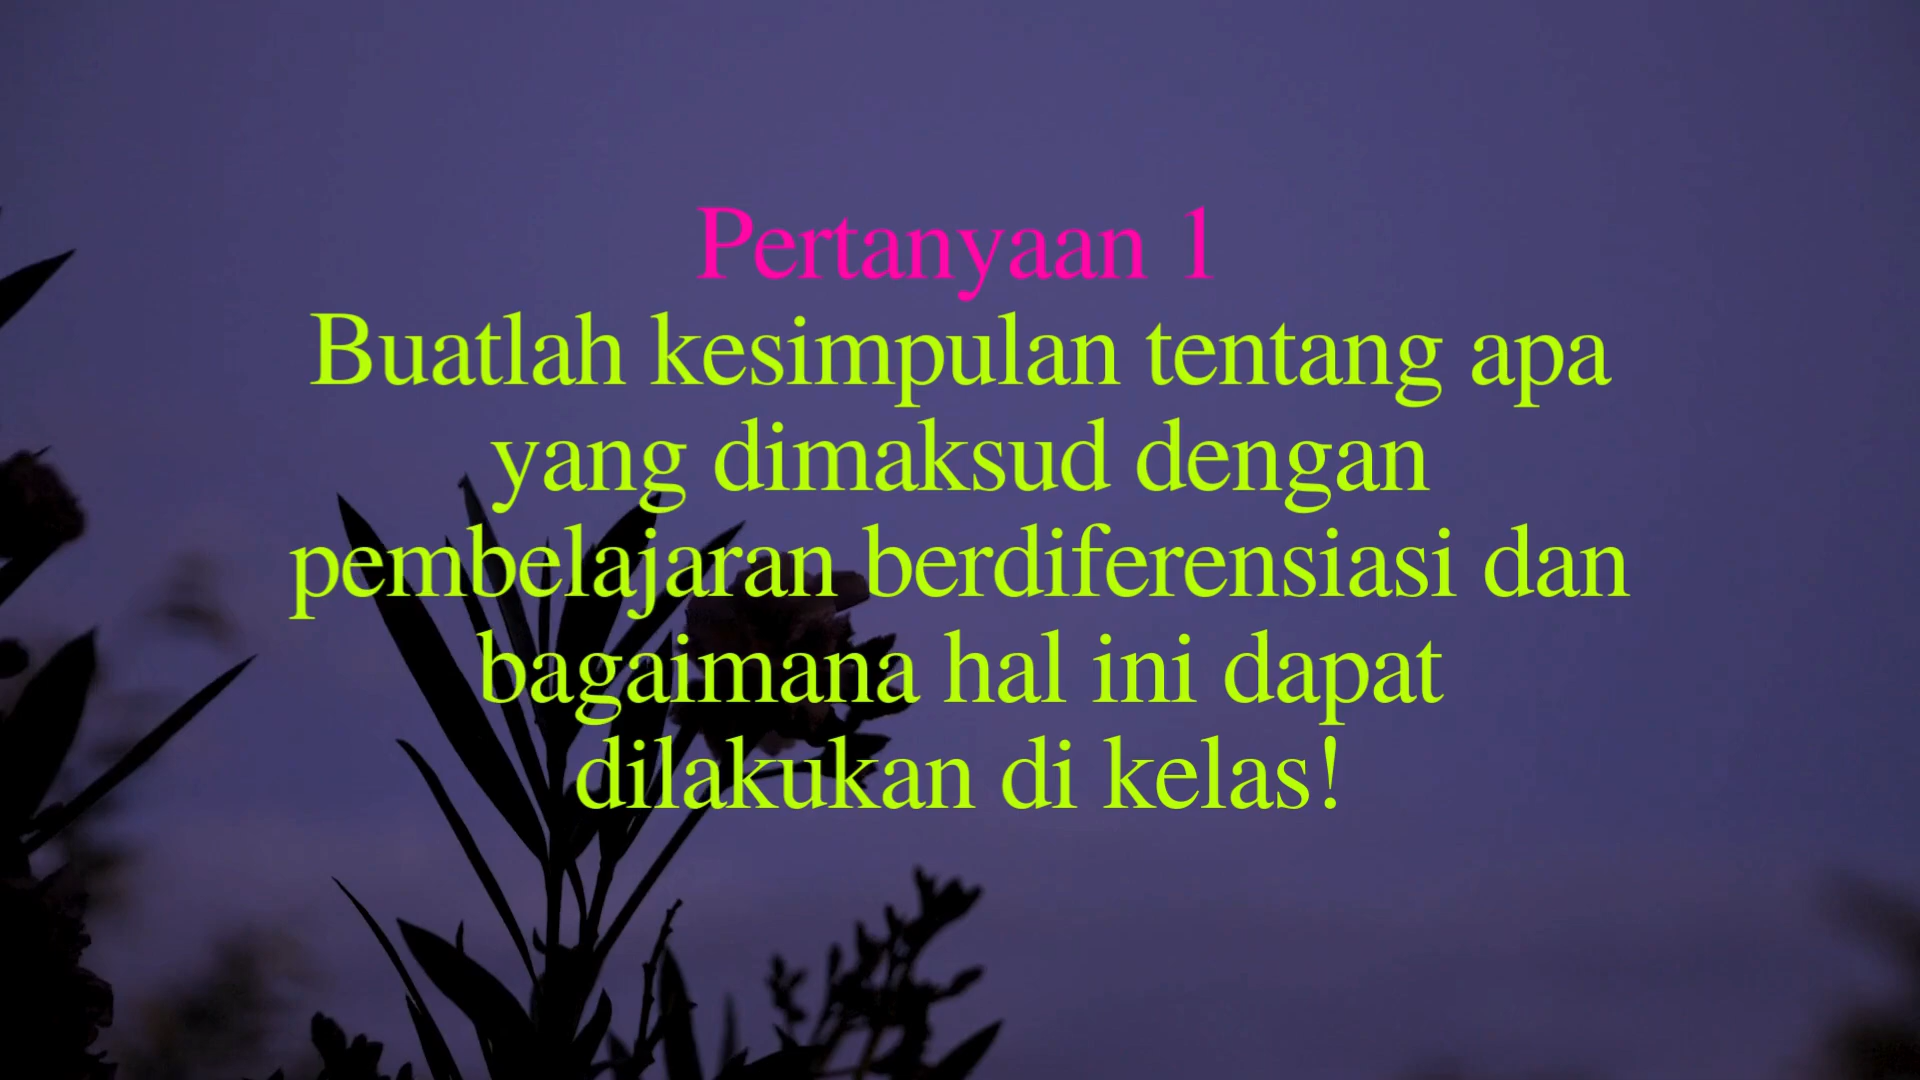 Pertanyaan 1
Buatlah kesimpulan tentang apa
yang dimaksud dengan
pembelajaran berdiferensiasi dan
bagaimana hal ini dapat
dilakukan di kelas!